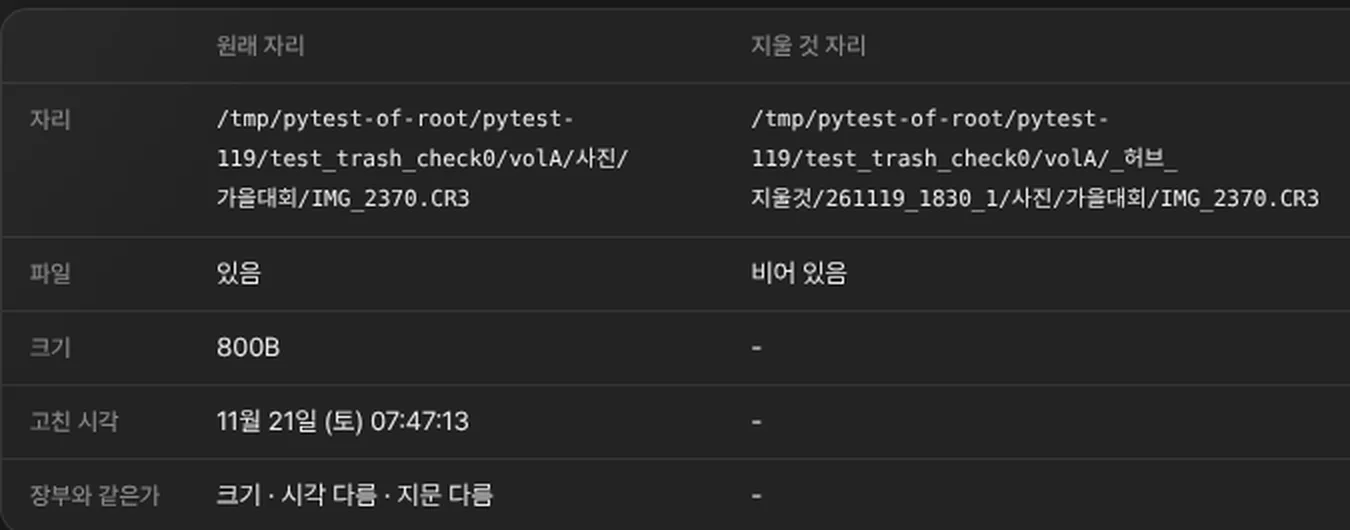 원래 자리 지울 것 자리
자리 /tmp/pytest-of-root/pytest- /tmp/pytest-of-root/pytest-
119/test_trash_check0/volA/사진/ 119/test_trash_check0/volA/_허브_
가을대회/IMG_2370.CR3 지울것/261119_1830_1/사진/가을대회/IMG_2370.CR3
파일 있음 비어 있음
크기 800B -
고친 시각 11월 21일 (토) 07:47:13 -
장부와 같은가 크기 · 시각 다름 · 지문 다름 -